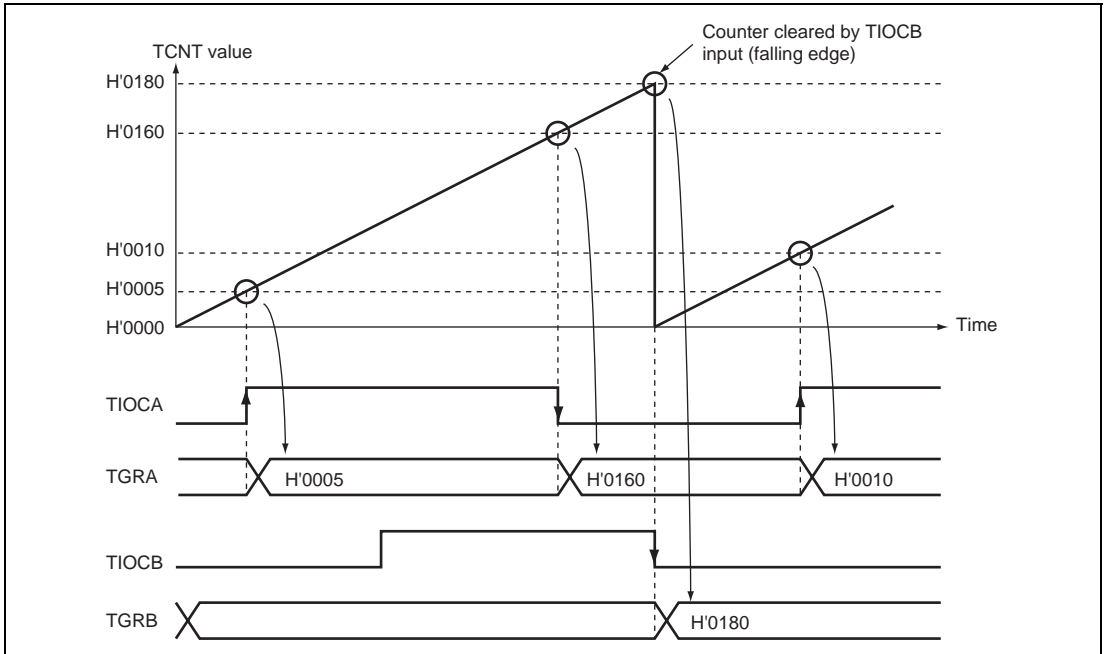 Counter cleared by TIOCB
input (falling edge)
TCNT value
H'0180
H'0160
H'0010
H'0005
H'0000
Time
TIOCA
TGRA
H'0005
H'0160
H'0010
TIOCB
TGRB
H'0180